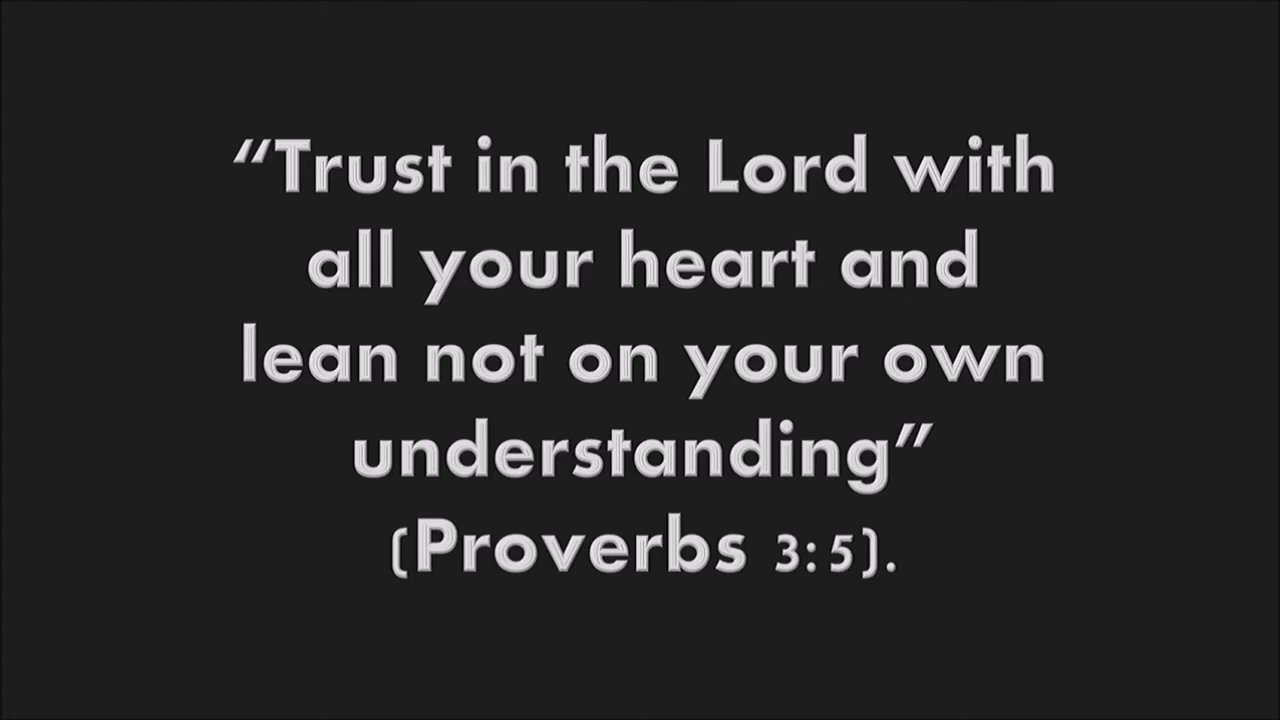 “Trust in the Lord with
all your heart and
lean not on your own
understanding”
(Proverbs 3:5).